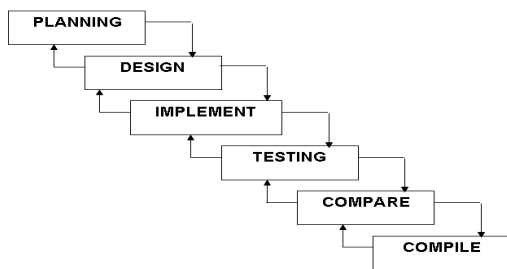 PLANNING
DESIGN
IMPLEMENT
TESTING
COMPARE
COMPILE